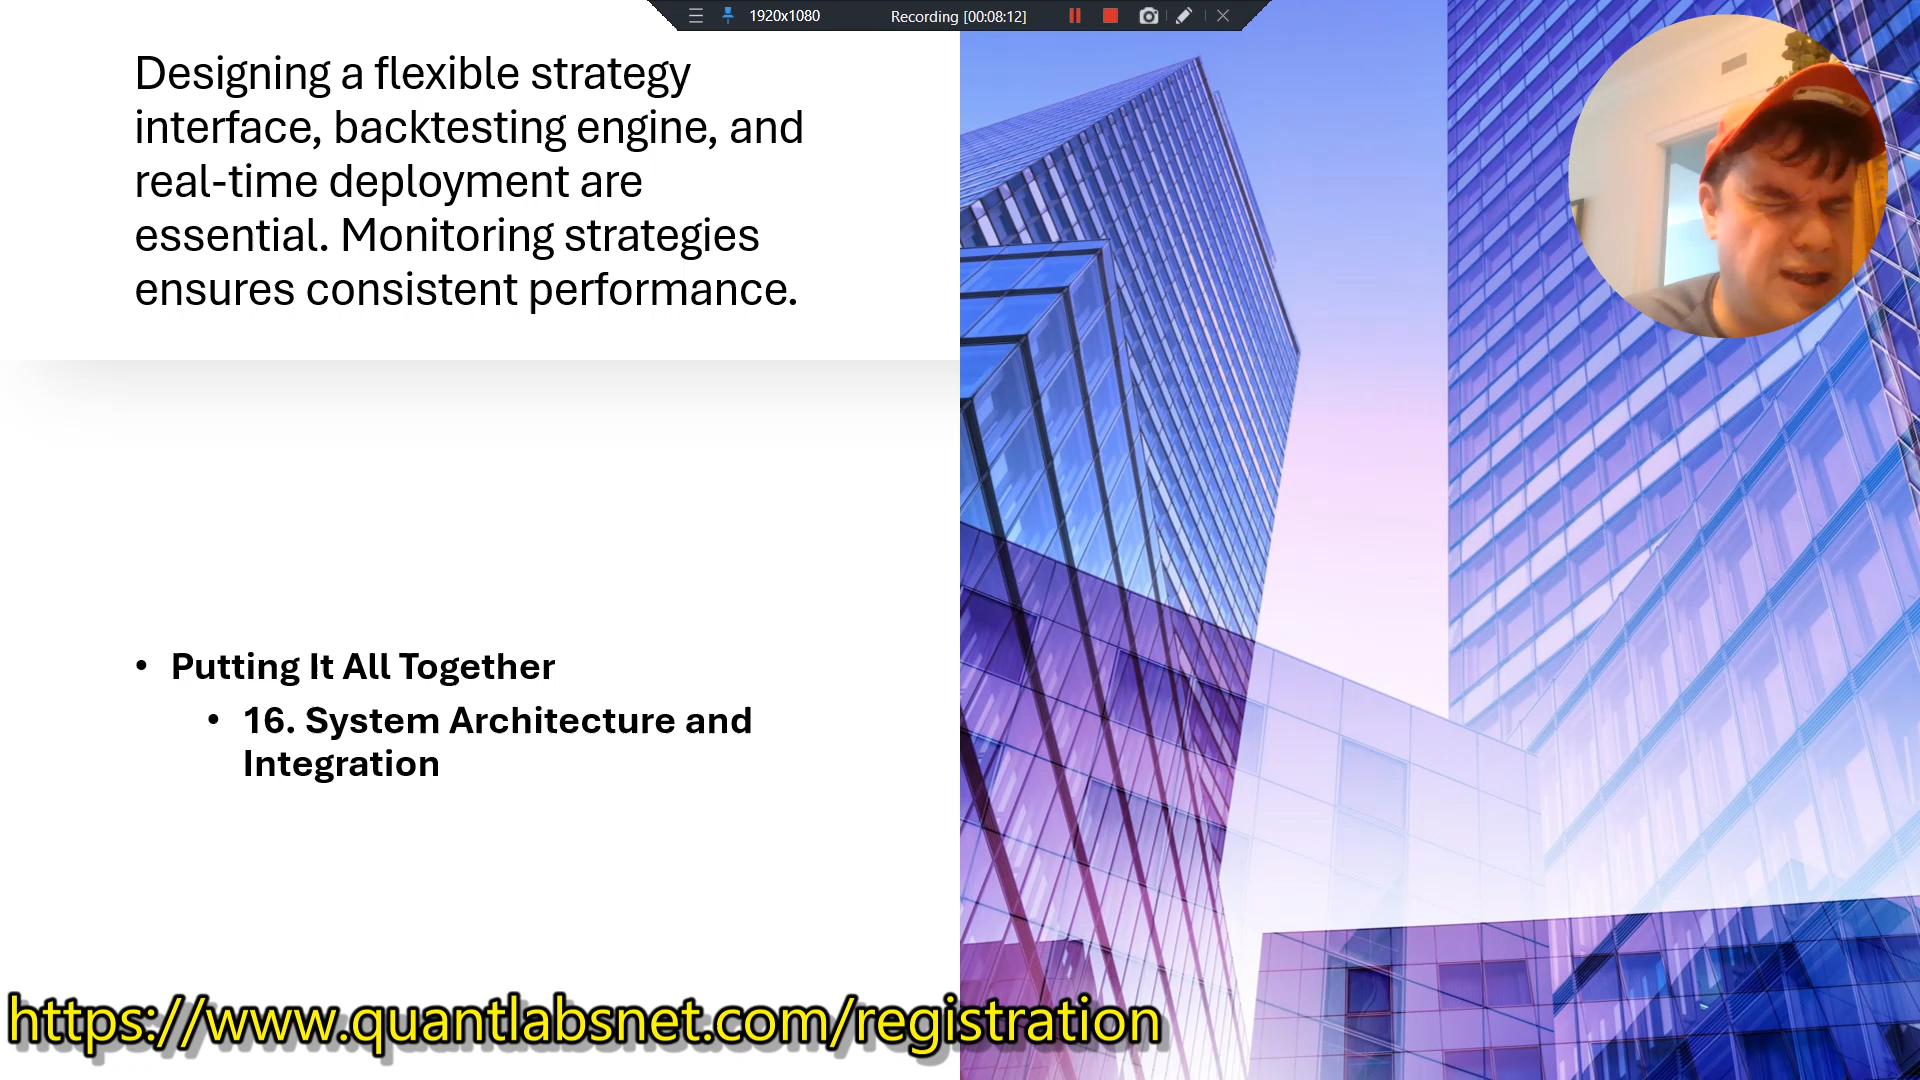 1920x1080 Recording [00:08:12]
Designing a flexible strategy
interface, backtesting engine, and
real-time deployment are
essential. Monitoring strategies
ensures consistent performance.
• Putting It All Together
• 16. System Architecture and
Integration
https://www.quantlabsnet.com/registration